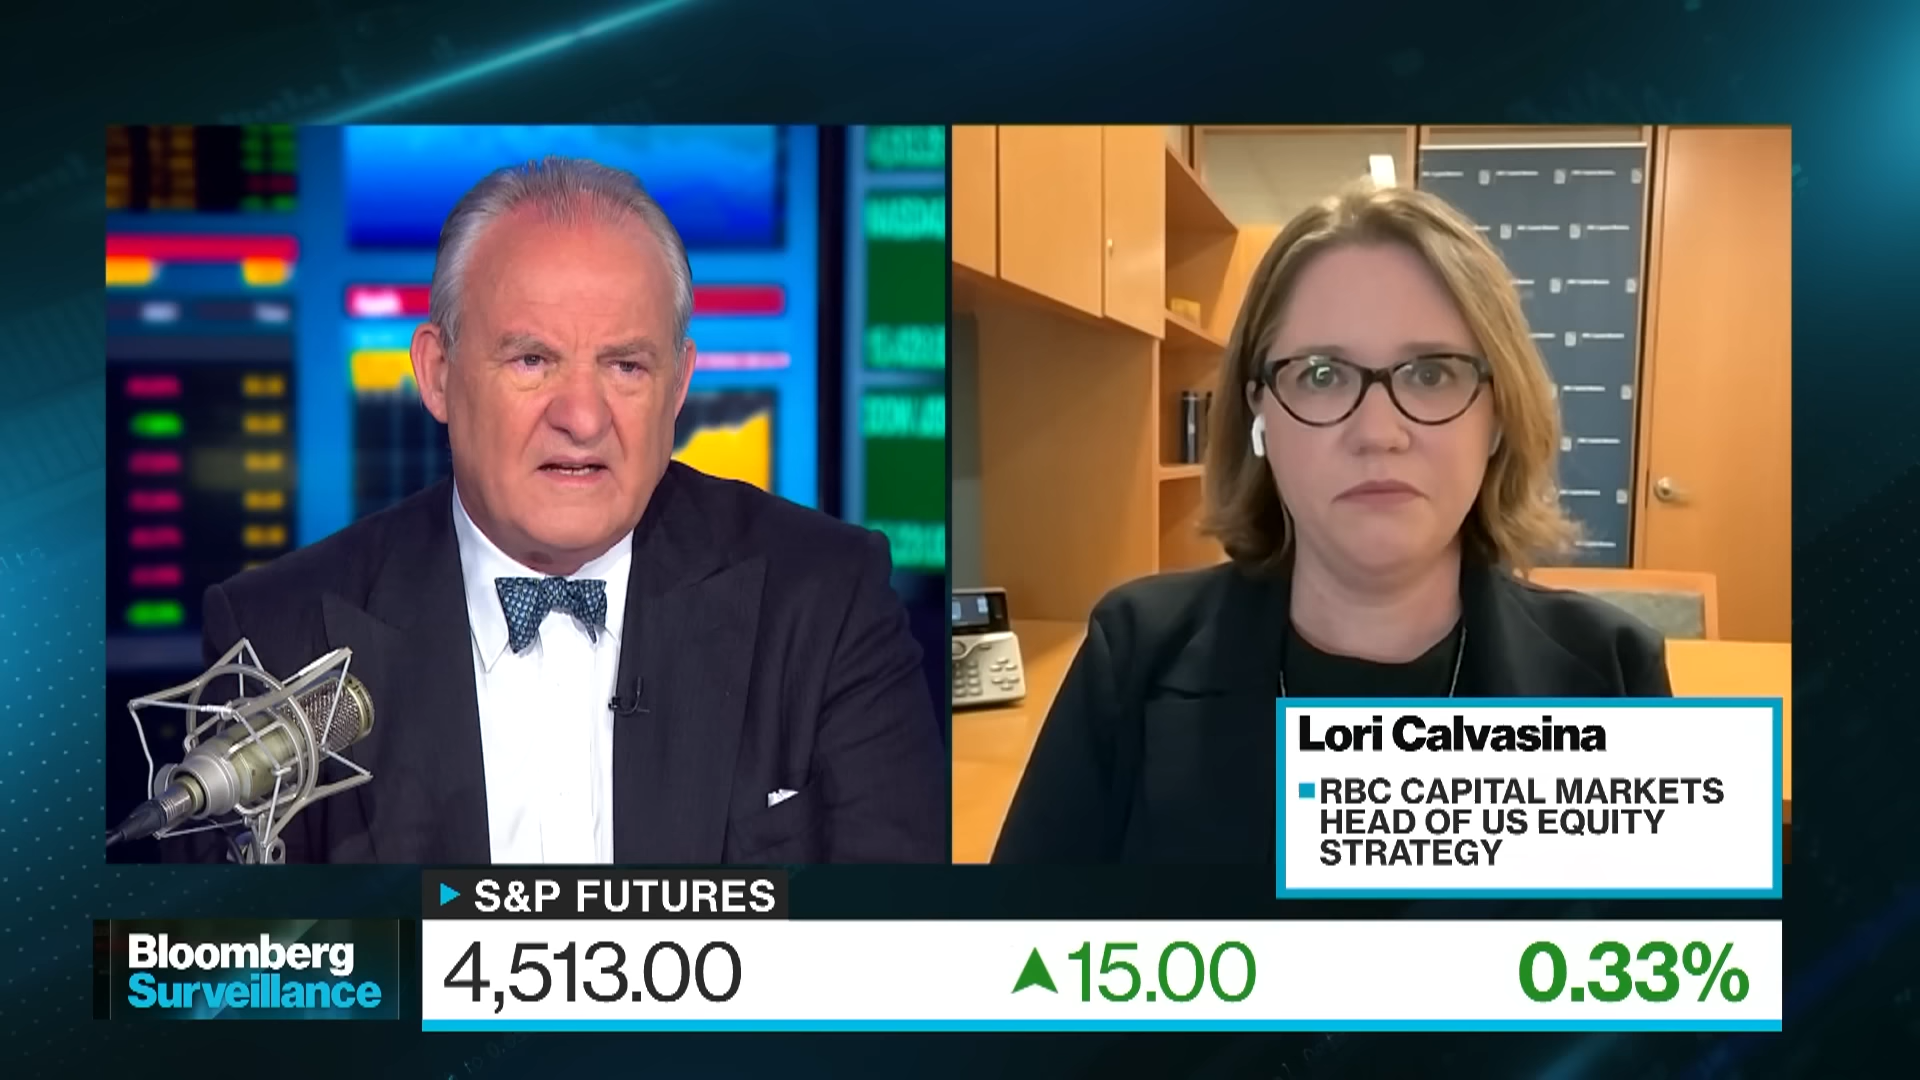 Lori Calvasina
RBC CAPITAL MARKETS
HEAD OF US EQUITY
STRATEGY
S&P FUTURES
Bloomberg
Surveillance
4,513.00
15.00
0.33%